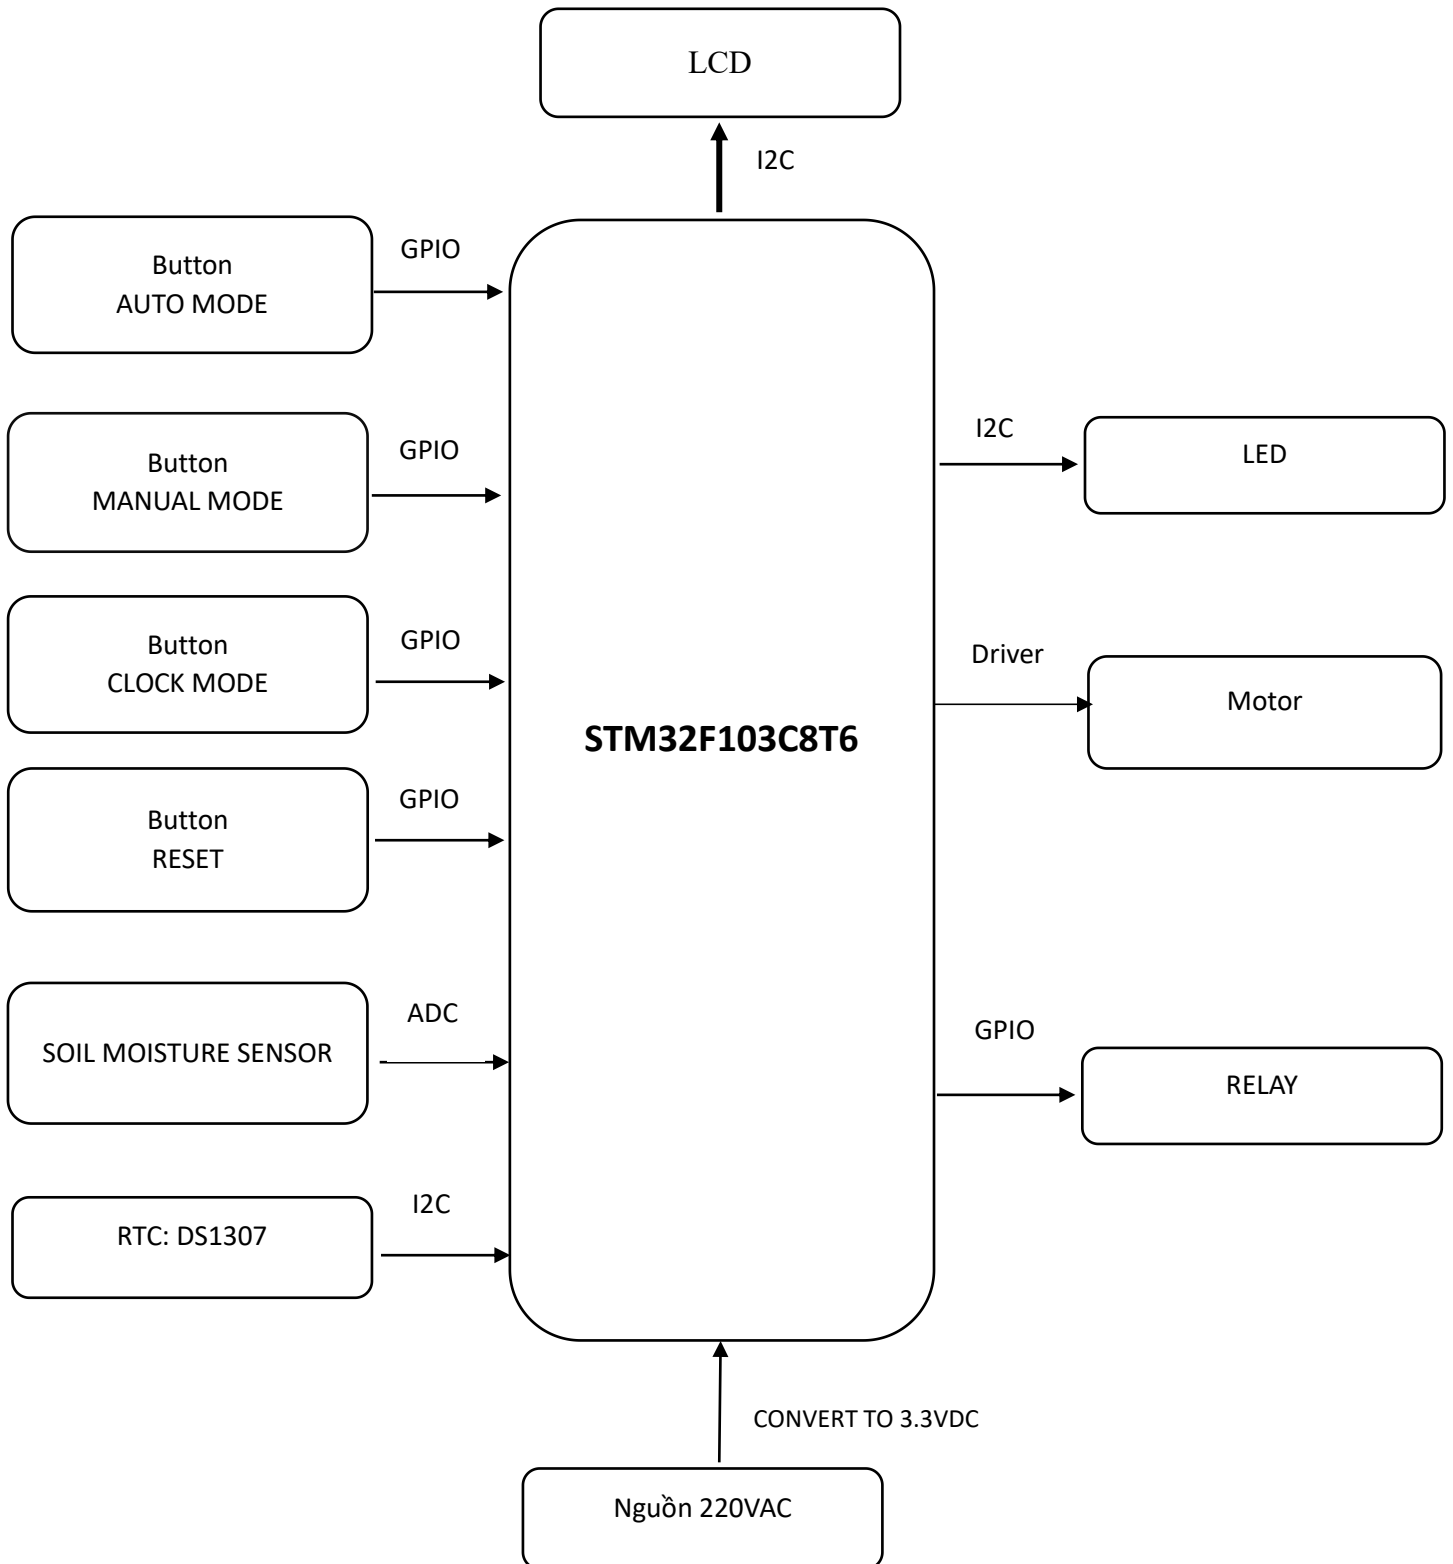 LCD
I2C
Button
AUTO MODE
GPIO
Button
MANUAL MODE
GPIO
I2C
LED
Button
CLOCK MODE
GPIO
Driver
Motor
STM32F103C8T6
Button
RESET
GPIO
SOIL MOISTURE SENSOR
ADC
GPIO
RELAY
RTC: DS1307
I2C
CONVERT TO 3.3VDC
Nguồn 220VAC